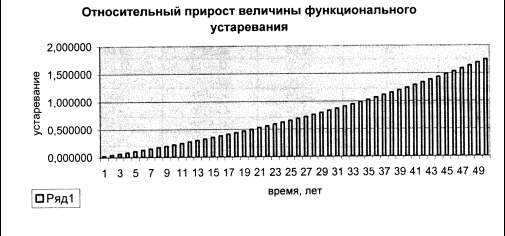 Относительный прирост величины функционального
устаревания
2,000000
1,500000
1,000000
0,500000
0,000000
устаревание
1 3 5 7 9 11 13 15 17 19 21 23 25 27 29 31 33 35 37 39 41 43 45 47 49
время, лет
Ряд1